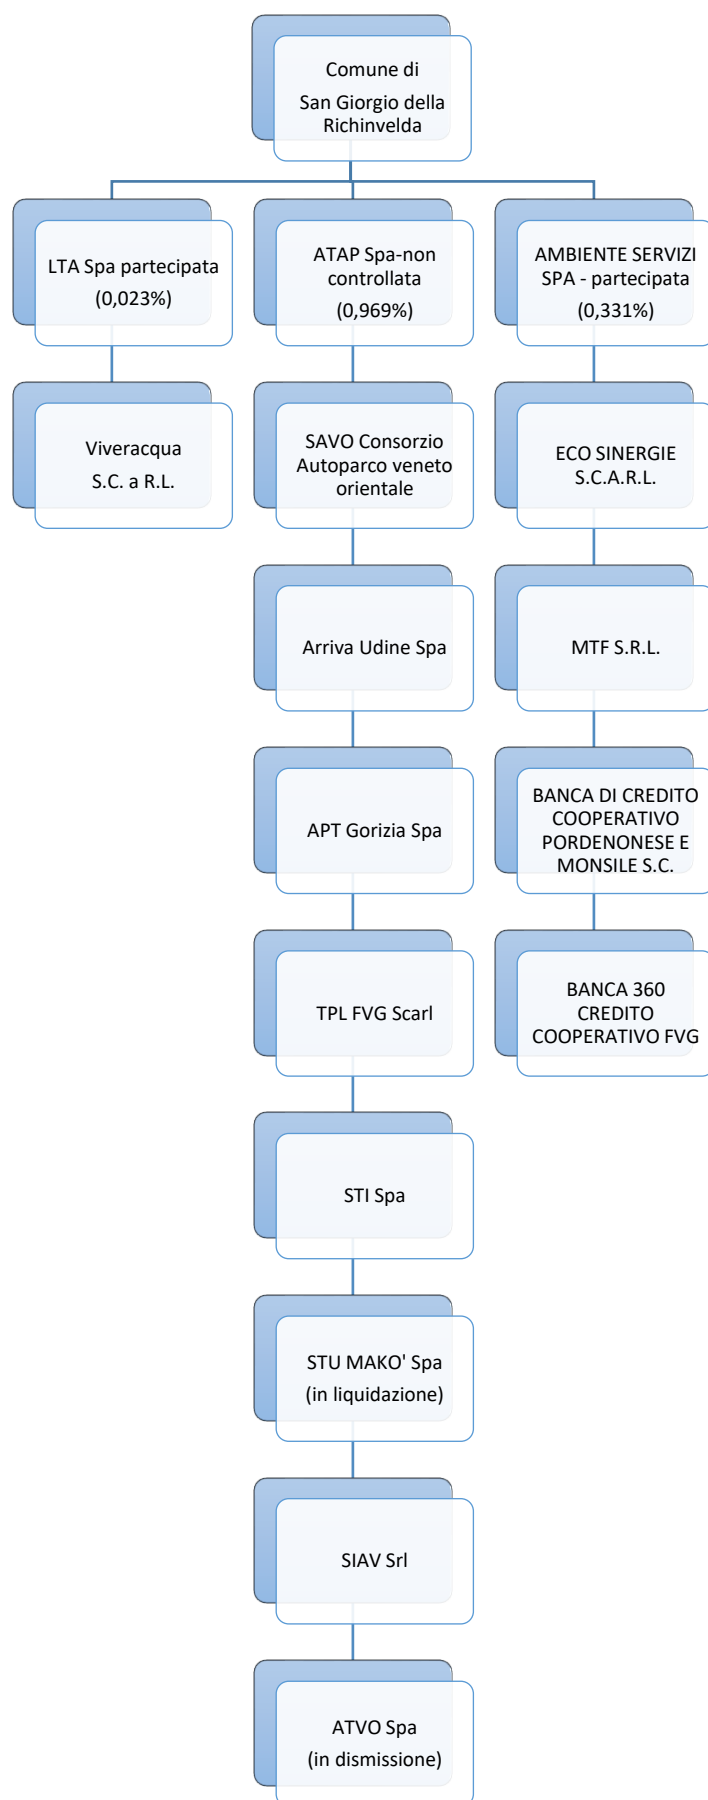 Comune di
San Giorgio della
Richinvelda
LTA Spa partecipata
(0,023%)
ATAP Spa-non
controllata
(0,969%)
AMBIENTE SERVIZI
SPA - partecipata
(0,331%)
Viveracqua
S.C. a R.L.
SAVO Consorzio
Autoparco veneto
orientale
ECO SINERGIE
S.C.A.R.L.
Arriva Udine Spa
MTF S.R.L.
APT Gorizia Spa
BANCA DI CREDITO
COOPERATIVO
PORDENONESE E
MONSILE S.C.
TPL FVG Scarl
BANCA 360
CREDITO
COOPERATIVO FVG
STI Spa
STU MAKO' Spa
(in liquidazione)
SIAV Srl
ATVO Spa
(in dismissione)